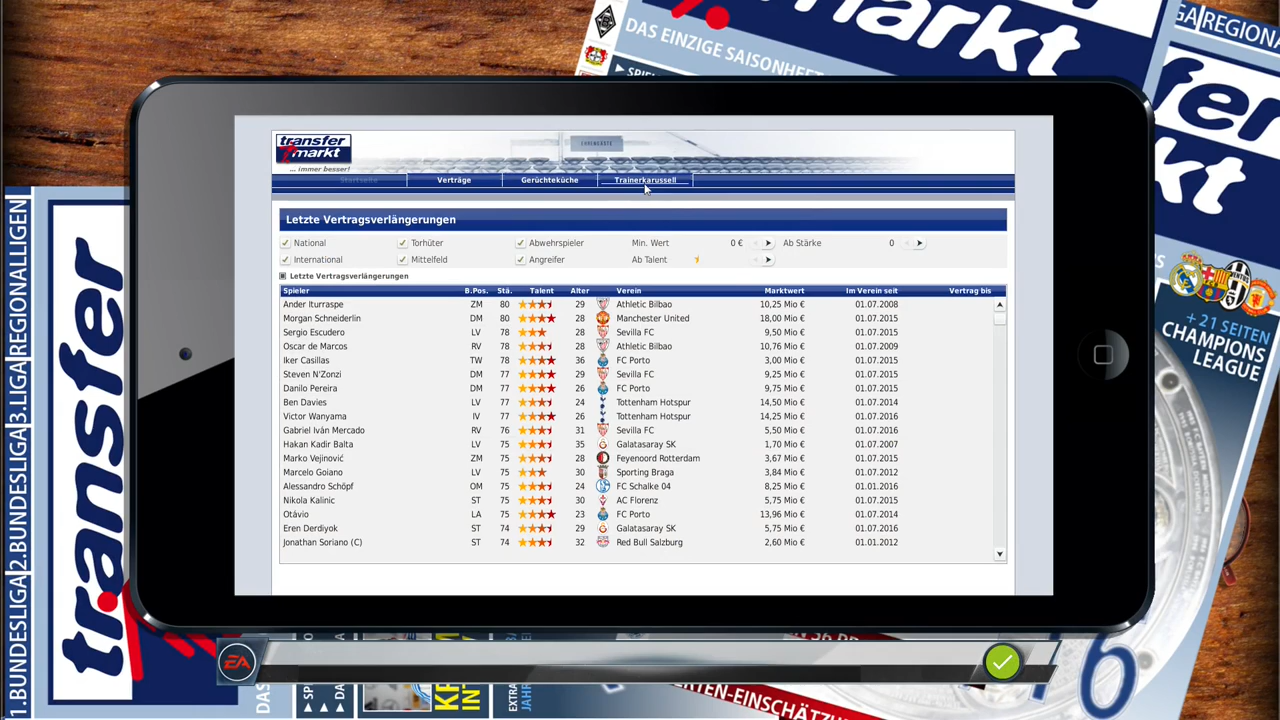 markt
GA|REGIONA
DAS EINZIGE SAISONHEFT
transfer
markt
... immer besser!
EHRENGÄSTE
Startseite
Verträge
Gerüchteküche
Trainerkarussell
Letzte Vertragsverlängerungen
National Torhüter Abwehrspieler Min. Wert 0 € Ab Stärke 0
International Mittelfeld Angreifer Ab Talent
Letzte Vertragsverlängerungen
Spieler B.Pos. Stä. Talent Alter Verein Marktwert Im Verein seit Vertrag bis
Ander Iturraspe ZM 80 29 Athletic Bilbao 10,25 Mio € 01.07.2008
Morgan Schneiderlin DM 80 28 Manchester United 18,00 Mio € 01.07.2015
Sergio Escudero LV 78 28 Sevilla FC 9,50 Mio € 01.07.2015
Oscar de Marcos RV 78 28 Athletic Bilbao 10,76 Mio € 01.07.2009
Iker Casillas TW 78 36 FC Porto 3,00 Mio € 01.07.2015
Steven N'Zonzi DM 77 29 Sevilla FC 9,25 Mio € 01.07.2015
Danilo Pereira DM 77 26 FC Porto 9,75 Mio € 01.07.2015
Ben Davies LV 77 24 Tottenham Hotspur 14,50 Mio € 01.07.2014
Victor Wanyama IV 77 26 Tottenham Hotspur 14,25 Mio € 01.07.2016
Gabriel Iván Mercado RV 76 31 Sevilla FC 5,50 Mio € 01.07.2016
Hakan Kadir Balta LV 75 35 Galatasaray SK 1,70 Mio € 01.07.2007
Marko Vejinović ZM 75 28 Feyenoord Rotterdam 3,67 Mio € 01.07.2015
Marcelo Goiano LV 75 30 Sporting Braga 3,84 Mio € 01.07.2012
Alessandro Schöpf OM 75 24 FC Schalke 04 8,25 Mio € 01.01.2016
Nikola Kalinic ST 75 30 AC Florenz 5,75 Mio € 01.07.2015
Otávio LA 75 23 FC Porto 13,96 Mio € 01.07.2014
Eren Derdiyok ST 74 29 Galatasaray SK 5,75 Mio € 01.07.2016
Jonathan Soriano (C) ST 74 32 Red Bull Salzburg 2,60 Mio € 01.01.2012
1.BUNDESLIGA|2.BUNDESLIGA|3.LIGA|REGIONALLIGEN
transfer
+ 21 SEITEN
CHAMPIONS
LEAGUE
EA
ERTEN-EINSCHÄTZU